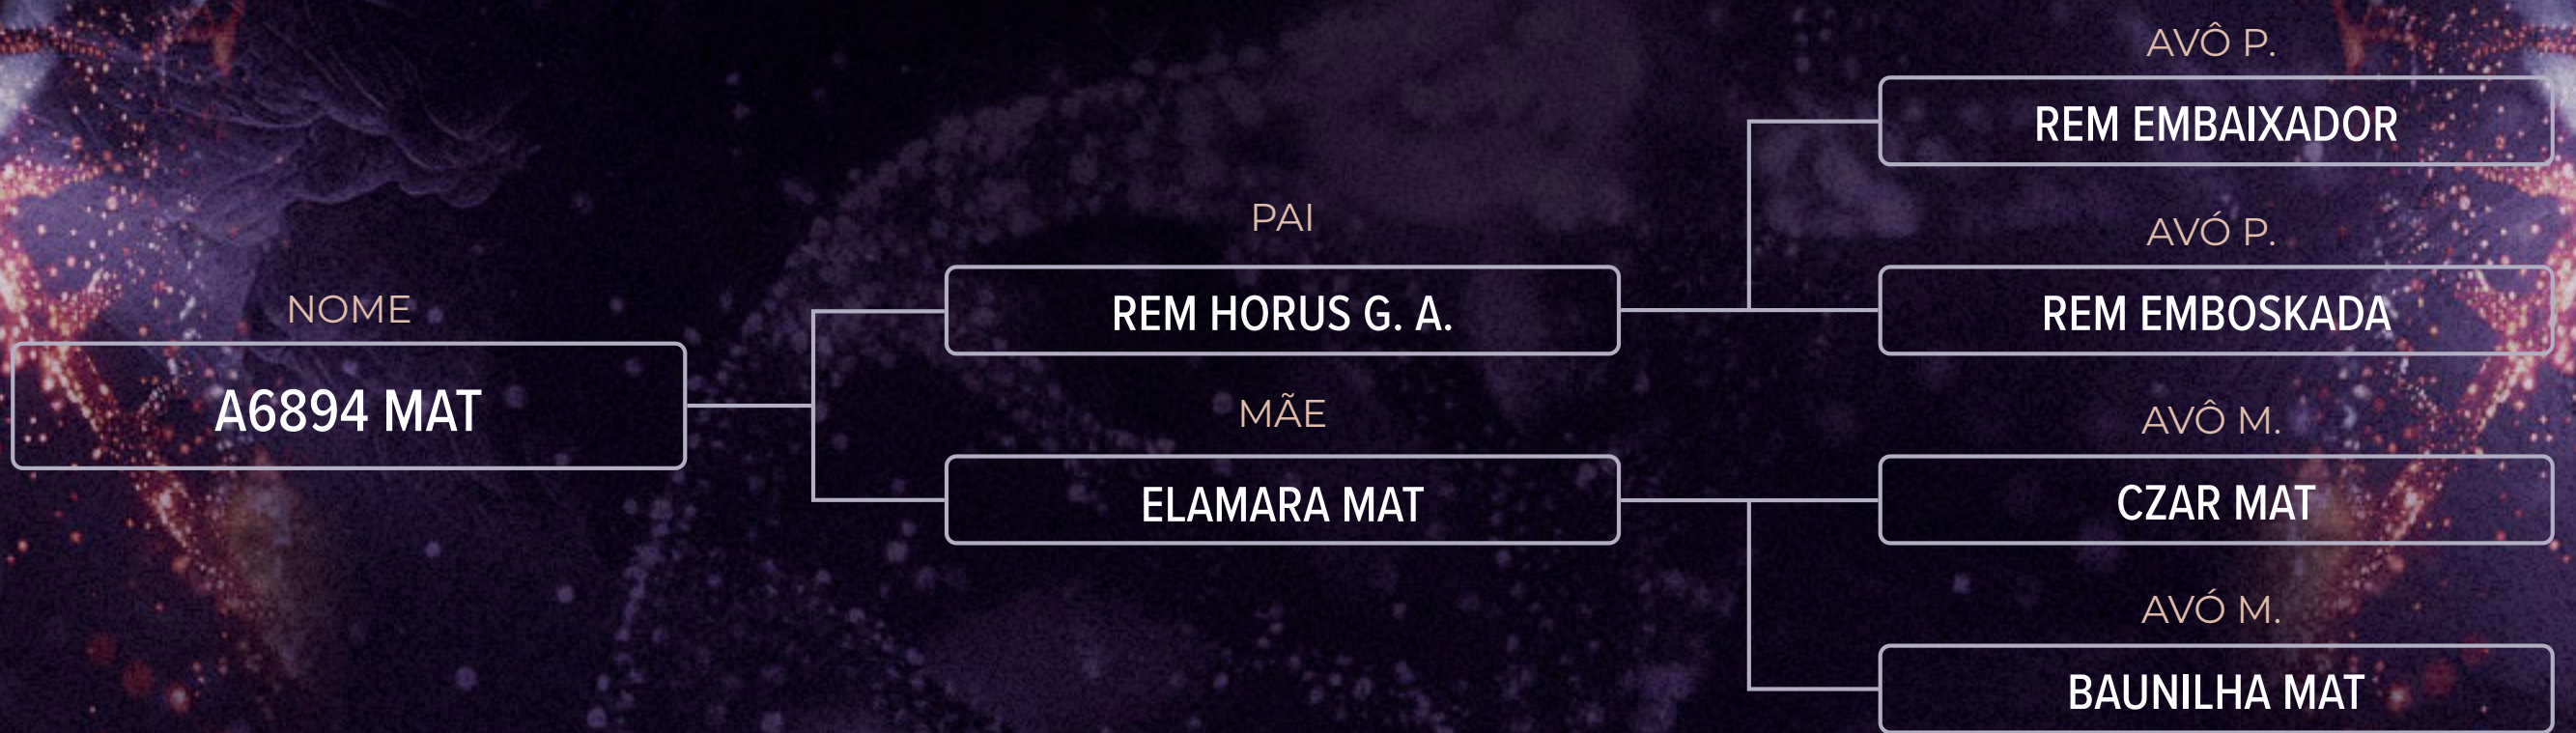 NOME
A6894 MAT
PAI
REM HORUS G. A.
MÃE
ELAMARA MAT
AVÔ P.
REM EMBAIXADOR
AVÓ P.
REM EMBOSKADA
AVÔ M.
CZAR MAT
AVÓ M.
BAUNILHA MAT